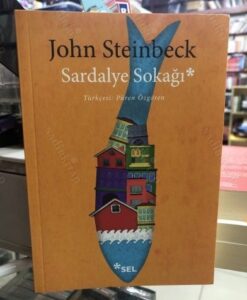 John Steinbeck
Sardalye Sokağı*
Türkçesi: Püren Özgören
*SEL